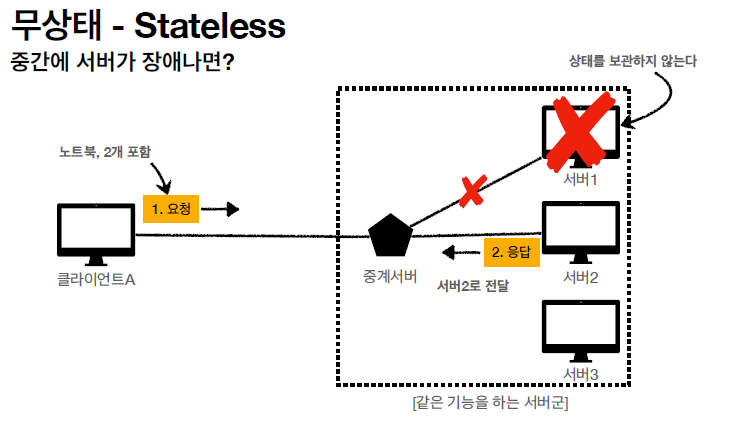 무상태 - Stateless
중간에 서버가 장애나면?
상태를 보관하지 않는다
노트북, 2개 포함
1. 요청
서버1
클라이언트A
중계서버
2. 응답
서버2로 전달
서버2
서버3
[같은 기능을 하는 서버군]